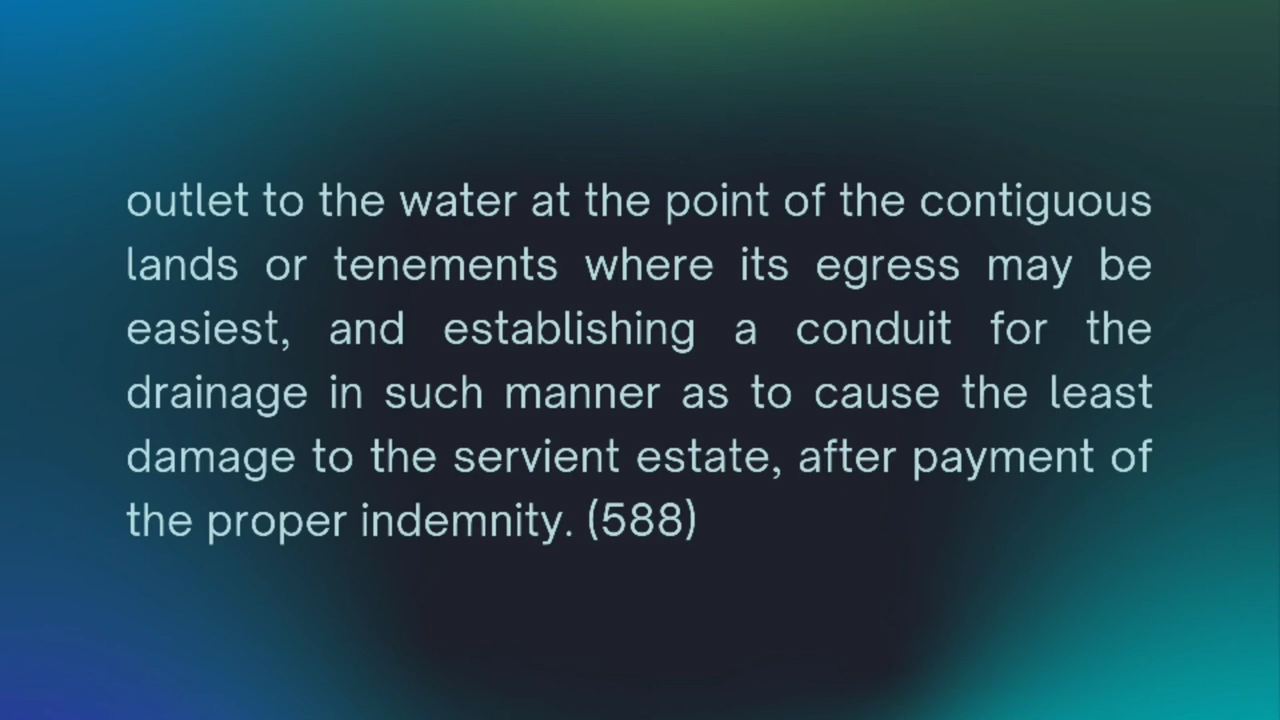 outlet to the water at the point of the contiguous
lands or tenements where its egress may be
easiest, and establishing a conduit for the
drainage in such manner as to cause the least
damage to the servient estate, after payment of
the proper indemnity. (588)